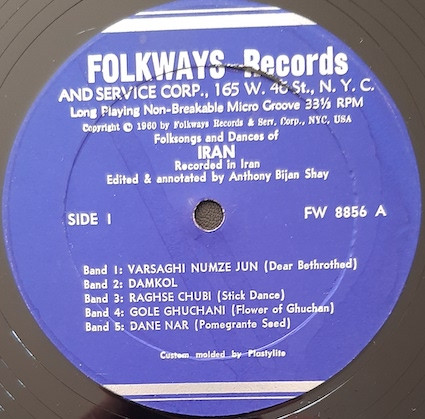 FOLKWAYS Records
AND SERVICE CORP., 165 W. 46 St., N. Y. C.
Long Playing Non-Breakable Micro Groove 33⅓ RPM
Copyright © 1960 by Folkways Records & Serv. Corp., NYC, USA
Folksongs and Dances of
IRAN
Recorded in Iran
Edited & annotated by Anthony Bijan Shay
SIDE I
FW 8856 A
Band 1: VARSAGHI NUMZE JUN (Dear Bethrothed)
Band 2: DAMKOL
Band 3: RAGHSE CHUBI (Stick Dance)
Band 4: GOLE GHUCHANI (Flower of Ghuchan)
Band 5: DANE NAR (Pomegrante Seed)
Custom molded by Plastylite